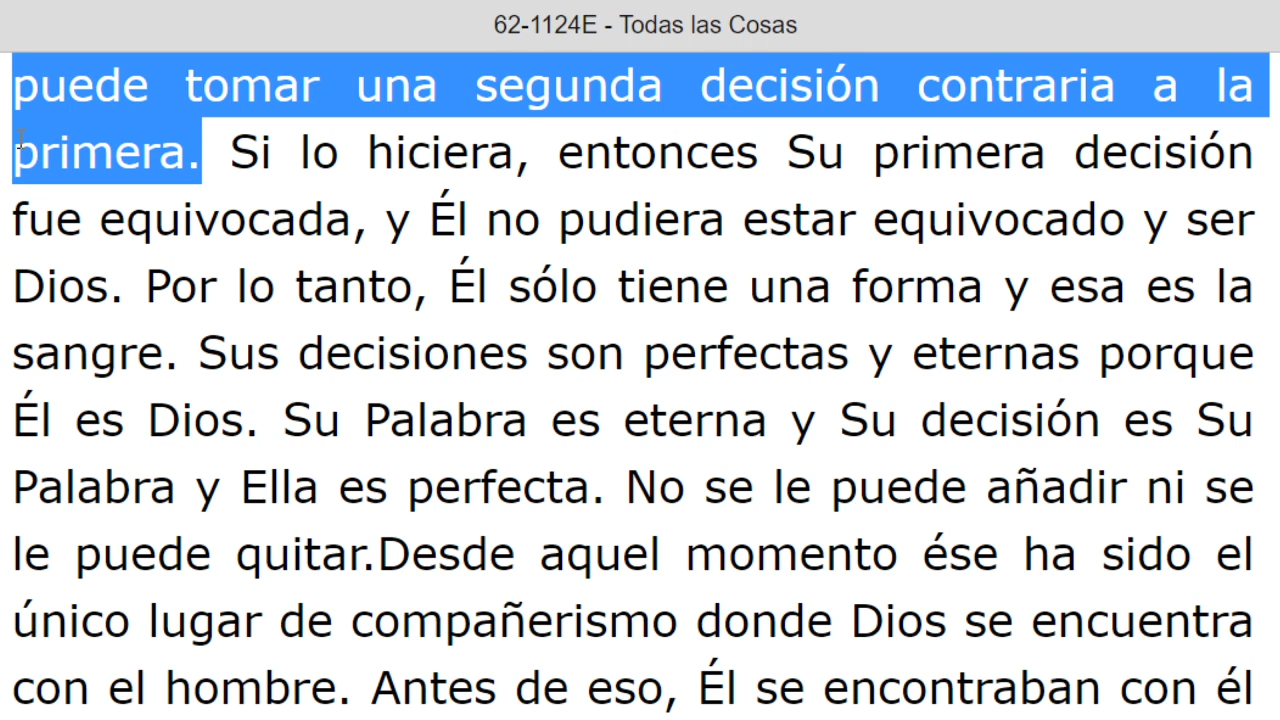 62-1124E - Todas las Cosas
puede tomar una segunda decisión contraria a la
primera. Si lo hiciera, entonces Su primera decisión
fue equivocada, y Él no pudiera estar equivocado y ser
Dios. Por lo tanto, Él sólo tiene una forma y esa es la
sangre. Sus decisiones son perfectas y eternas porque
Él es Dios. Su Palabra es eterna y Su decisión es Su
Palabra y Ella es perfecta. No se le puede añadir ni se
le puede quitar.Desde aquel momento ése ha sido el
único lugar de compañerismo donde Dios se encuentra
con el hombre. Antes de eso, Él se encontraban con él